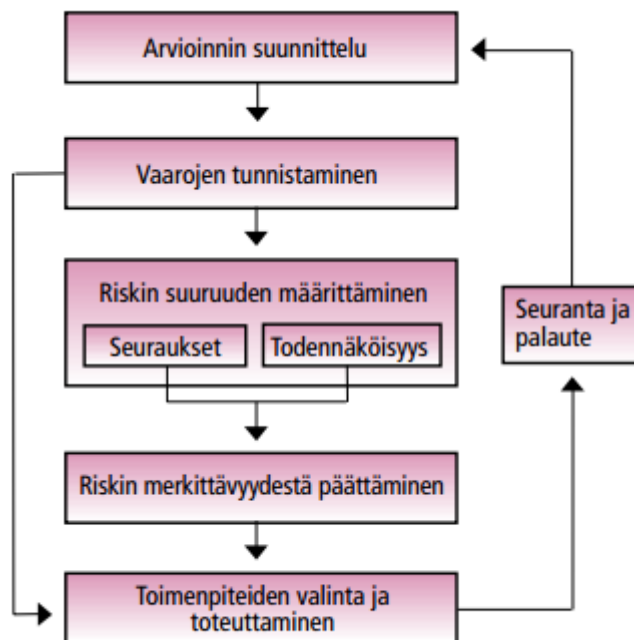 Arvioinnin suunnittelu
Vaarojen tunnistaminen
Riskin suuruuden määrittäminen
Seuraukset
Todennäköisyys
Riskin merkittävyydestä päättäminen
Toimenpiteiden valinta ja
toteuttaminen
Seuranta ja
palaute